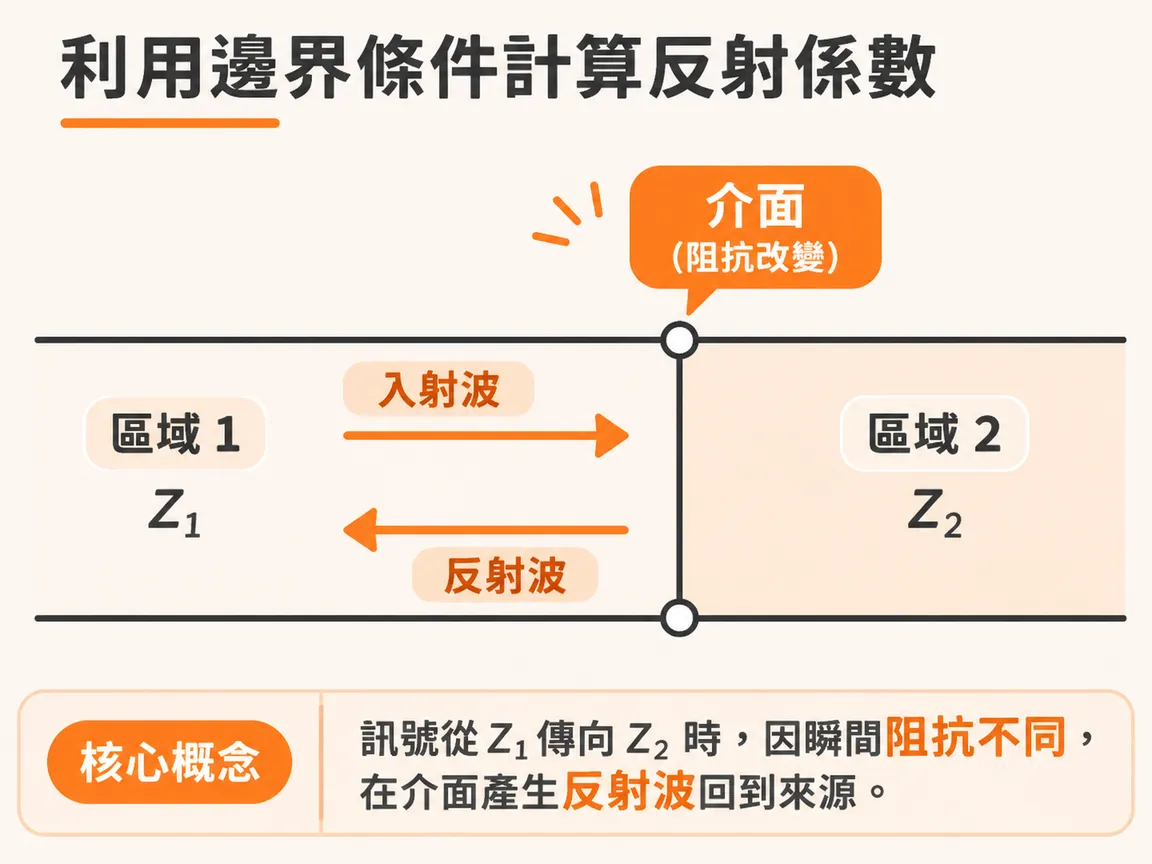 利用邊界條件計算反射係數
介面
(阻抗改變)
入射波
區域 1
Z₁
反射波
區域 2
Z₂
核心概念
訊號從 Z₁ 傳向 Z₂ 時，因瞬間阻抗不同，
在介面產生反射波回到來源。